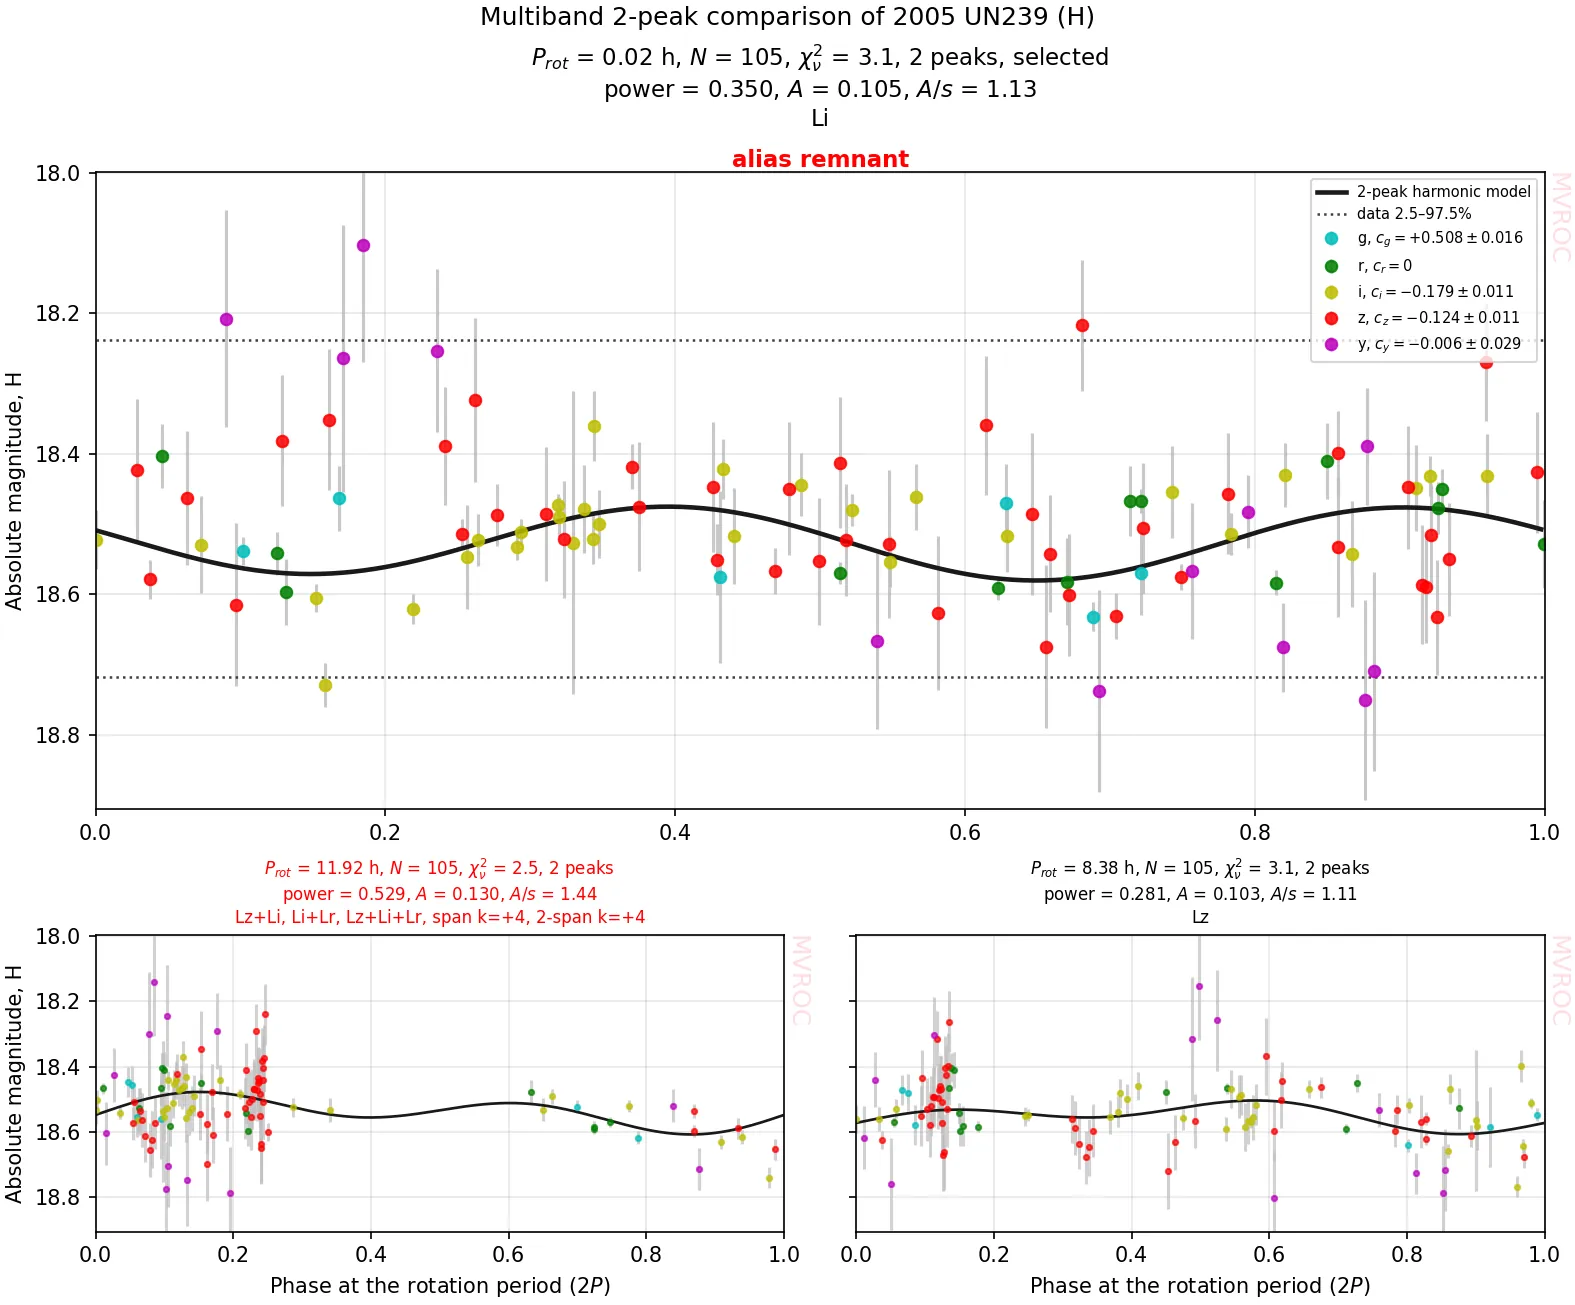 Multiband 2-peak comparison of 2005 UN239 (H)
P_rot = 0.02 h, N = 105, χ²_ν = 3.1, 2 peaks, selected
power = 0.350, A = 0.105, A/s = 1.13
Li
alias remnant
18.0
18.2
18.4
18.6
18.8
Absolute magnitude, H
2-peak harmonic model
data 2.5–97.5%
g, c_g = +0.508 ± 0.016
r, c_r = 0
i, c_i = −0.179 ± 0.011
z, c_z = −0.124 ± 0.011
y, c_y = −0.006 ± 0.029
MVROC
0.0 0.2 0.4 0.6 0.8 1.0
P_rot = 11.92 h, N = 105, χ²_ν = 2.5, 2 peaks
power = 0.529, A = 0.130, A/s = 1.44
Lz+Li, Li+Lr, Lz+Li+Lr, span k=+4, 2-span k=+4
18.0
18.2
18.4
18.6
18.8
Absolute magnitude, H
MVROC
0.0 0.2 0.4 0.6 0.8 1.0
Phase at the rotation period (2P)
P_rot = 8.38 h, N = 105, χ²_ν = 3.1, 2 peaks
power = 0.281, A = 0.103, A/s = 1.11
Lz
MVROC
0.0 0.2 0.4 0.6 0.8 1.0
Phase at the rotation period (2P)